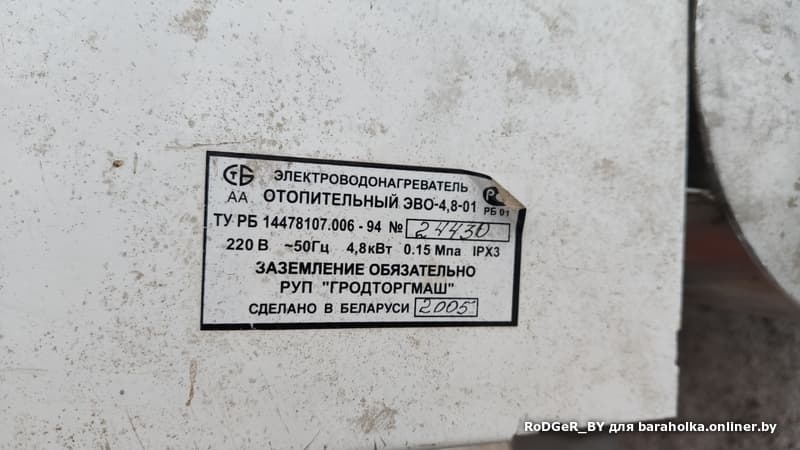 СТБ ЭЛЕКТРОВОДОНАГРЕВАТЕЛЬ
АА ОТОПИТЕЛЬНЫЙ ЭВО-4,8-01 РБ 01
ТУ РБ 14478107.006 - 94 № 24430
220 В ~50Гц 4,8кВт 0.15 Мпа IPX3
ЗАЗЕМЛЕНИЕ ОБЯЗАТЕЛЬНО
РУП "ГРОДТОРГМАШ"
СДЕЛАНО В БЕЛАРУСИ 2005
RoDGeR_BY для baraholka.onliner.by